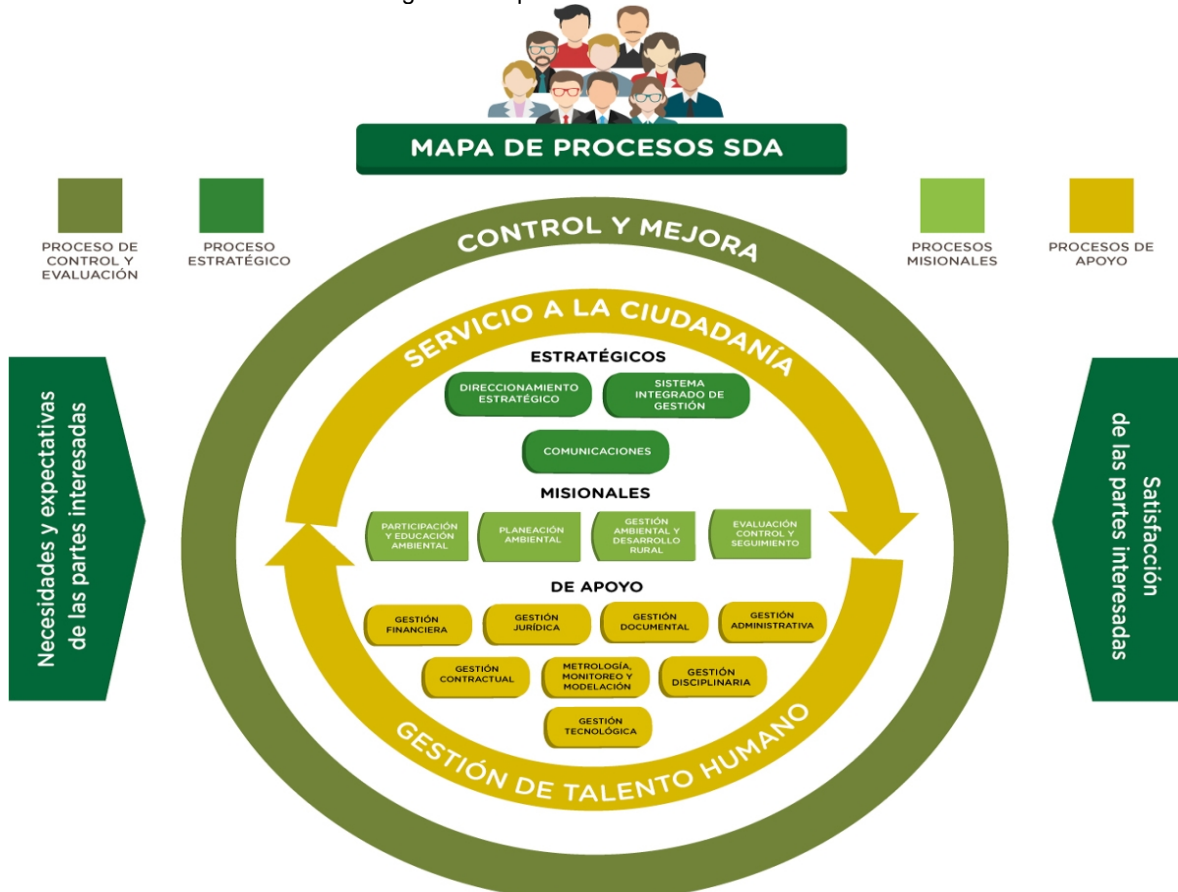 MAPA DE PROCESOS SDA
PROCESO DE
CONTROL Y
EVALUACIÓN
PROCESO
ESTRATÉGICO
PROCESOS
MISIONALES
PROCESOS DE
APOYO
CONTROL Y MEJORA
SERVICIO A LA CIUDADANÍA
Necesidades y expectativas
de las partes interesadas
ESTRATÉGICOS
DIRECCIONAMIENTO
ESTRATÉGICO
SISTEMA
INTEGRADO DE
GESTIÓN
COMUNICACIONES
MISIONALES
PARTICIPACIÓN
Y EDUCACIÓN
AMBIENTAL
PLANEACIÓN
AMBIENTAL
GESTIÓN
AMBIENTAL Y
DESARROLLO
RURAL
EVALUACIÓN
CONTROL Y
SEGUIMIENTO
DE APOYO
GESTIÓN
FINANCIERA
GESTIÓN
JURÍDICA
GESTIÓN
DOCUMENTAL
GESTIÓN
ADMINISTRATIVA
GESTIÓN
CONTRACTUAL
METROLOGÍA,
MONITOREO Y
MODELACIÓN
GESTIÓN
DISCIPLINARIA
GESTIÓN
TECNOLÓGICA
GESTIÓN DE TALENTO HUMANO
Satisfacción
de las partes interesadas